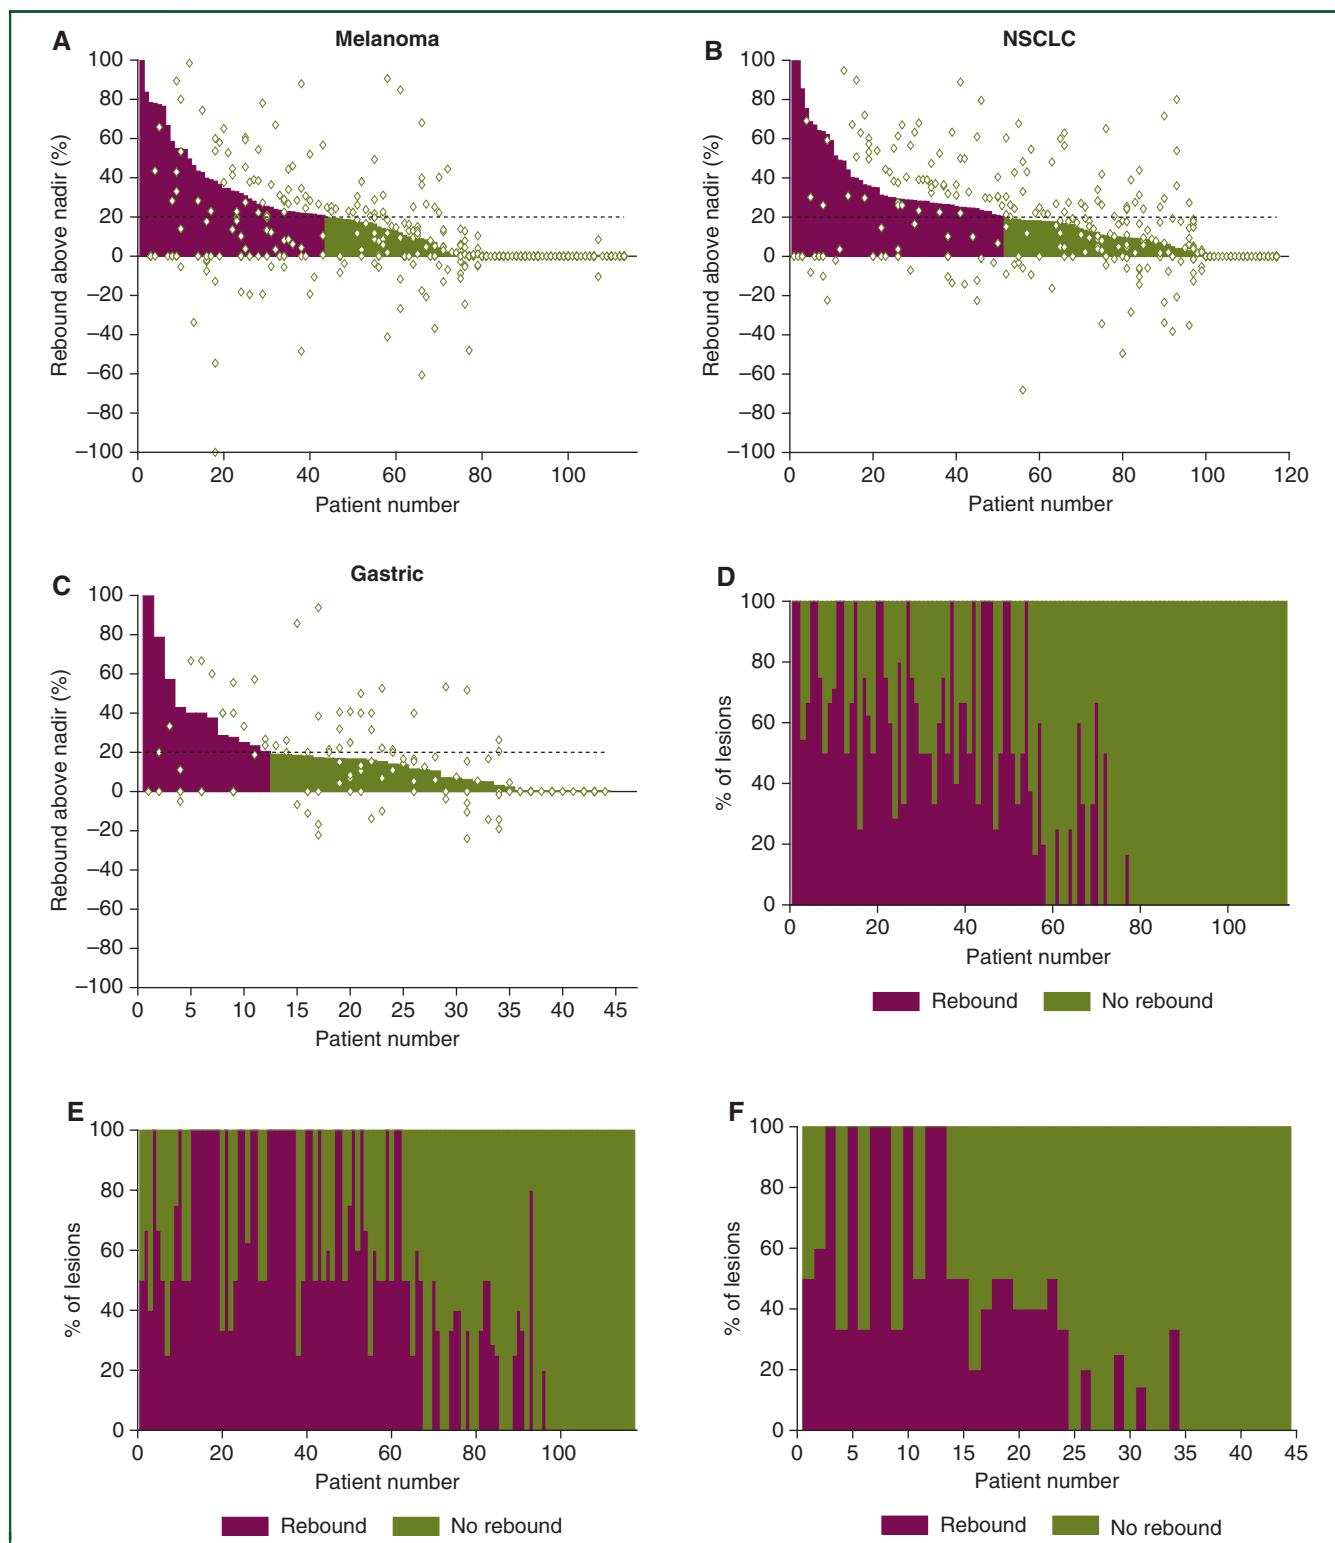 A
Melanoma
100
80
60
40
20
0
–20
–40
–60
–80
–100
Rebound above nadir (%)
0 20 40 60 80 100
Patient number
B
NSCLC
100
80
60
40
20
0
–20
–40
–60
–80
–100
Rebound above nadir (%)
0 20 40 60 80 100 120
Patient number
C
Gastric
100
80
60
40
20
0
–20
–40
–60
–80
–100
Rebound above nadir (%)
0 5 10 15 20 25 30 35 40 45
Patient number
D
100
80
60
40
20
0
% of lesions
0 20 40 60 80 100
Patient number
Rebound No rebound
E
100
80
60
40
20
0
% of lesions
0 20 40 60 80 100
Patient number
Rebound No rebound
F
100
80
60
40
20
0
% of lesions
0 5 10 15 20 25 30 35 40 45
Patient number
Rebound No rebound